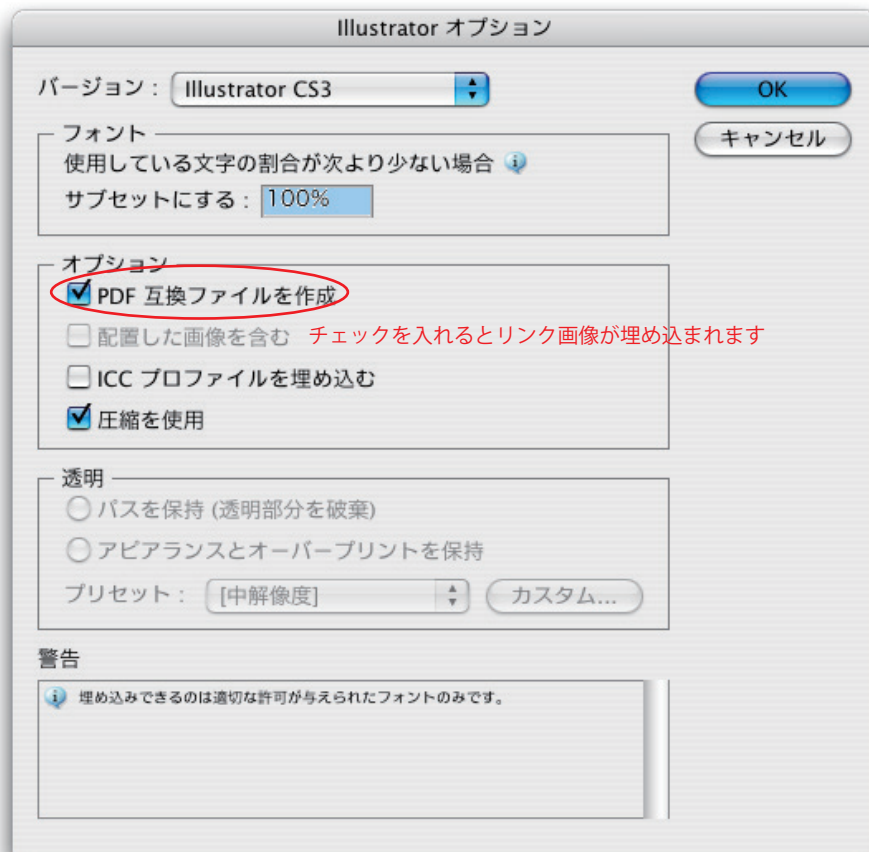 Illustrator オプション
バージョン : Illustrator CS3
OK
キャンセル
フォント
使用している文字の割合が次より少ない場合
サブセットにする : 100%
オプション
PDF 互換ファイルを作成
配置した画像を含む チェックを入れるとリンク画像が埋め込まれます
ICC プロファイルを埋め込む
圧縮を使用
透明
パスを保持 (透明部分を破棄)
アピアランスとオーバープリントを保持
プリセット : [中解像度] カスタム...
警告
埋め込みできるのは適切な許可が与えられたフォントのみです。